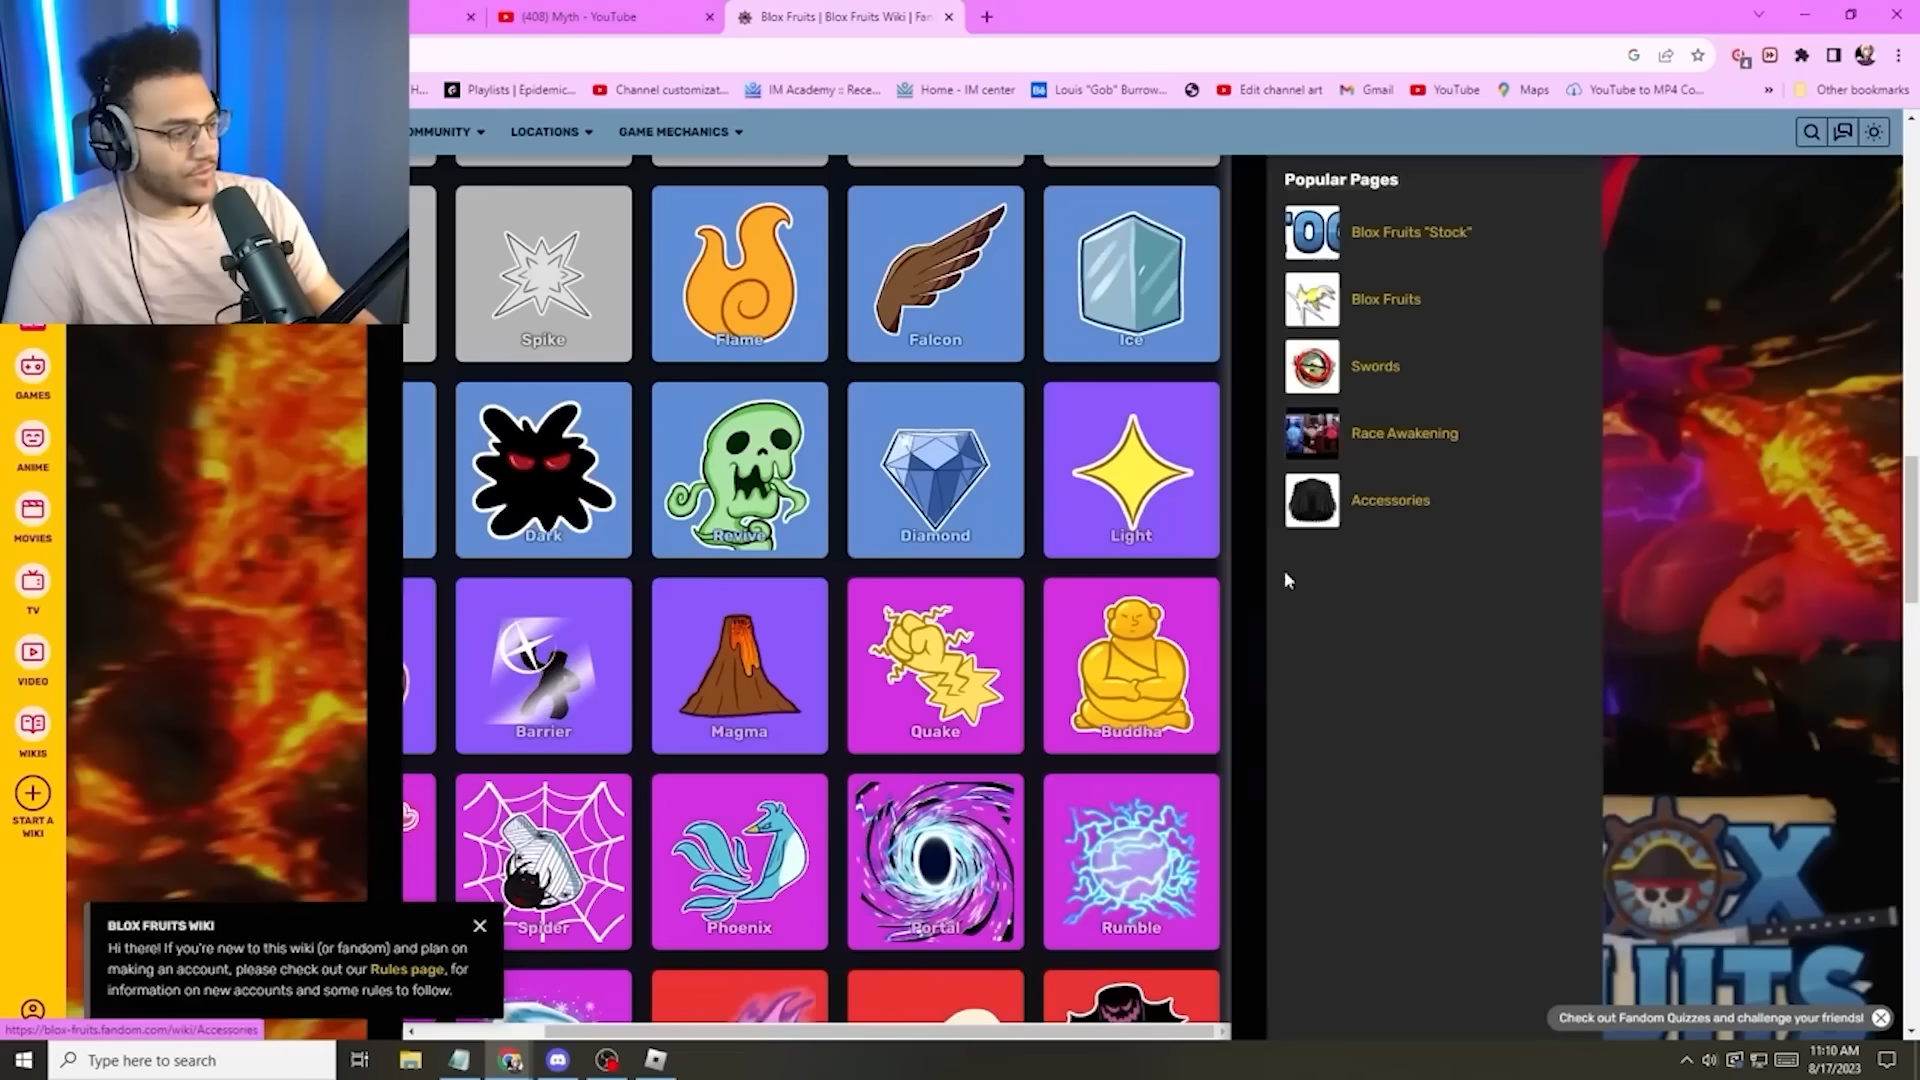 (408) Myth - YouTube
Blox Fruits | Blox Fruits Wiki | Fan
H...
Playlists | Epidemic...
Channel customizat...
IM Academy :: Rece...
Home - IM center
Louis "Gob" Burrow...
Edit channel art
Gmail
YouTube
Maps
YouTube to MP4 Co...
»
Other bookmarks
OMMUNITY
LOCATIONS
GAME MECHANICS
Popular Pages
Blox Fruits "Stock"
Blox Fruits
Swords
Race Awakening
Accessories
Spike
Flame
Falcon
Ice
Dark
Revive
Diamond
Light
Barrier
Magma
Quake
Buddha
Spider
Phoenix
Portal
Rumble
GAMES
ANIME
MOVIES
TV
VIDEO
WIKIS
START A
WIKI
BLOX FRUITS WIKI
Hi there! If you're new to this wiki (or fandom) and plan on
making an account, please check out our Rules page, for
information on new accounts and some rules to follow.
https://blox-fruits.fandom.com/wiki/Accessories
Check out Fandom Quizzes and challenge your friends!
Type here to search
11:10 AM
8/17/2023